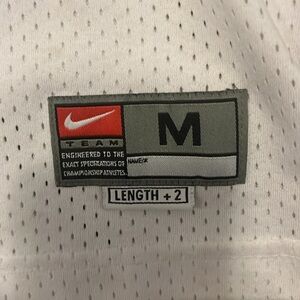 TEAM
M
ENGINEERED TO THE
EXACT SPECIFICATIONS OF
CHAMPIONSHIP ATHLETES.
NAME/#
LENGTH + 2